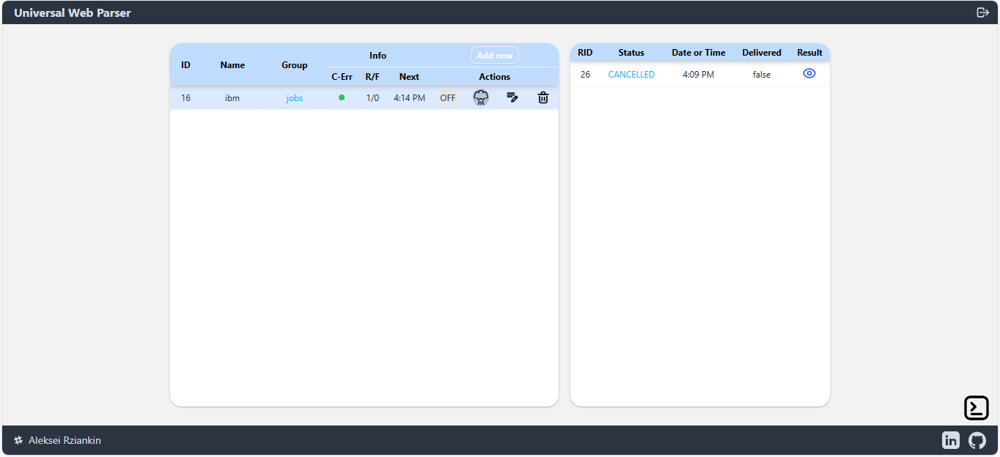 Universal Web Parser
ID Name Group Info Add new
C-Err R/F Next Actions
16 ibm jobs 1/0 4:14 PM OFF
RID Status Date or Time Delivered Result
26 CANCELLED 4:09 PM false
Aleksei Rziankin
in